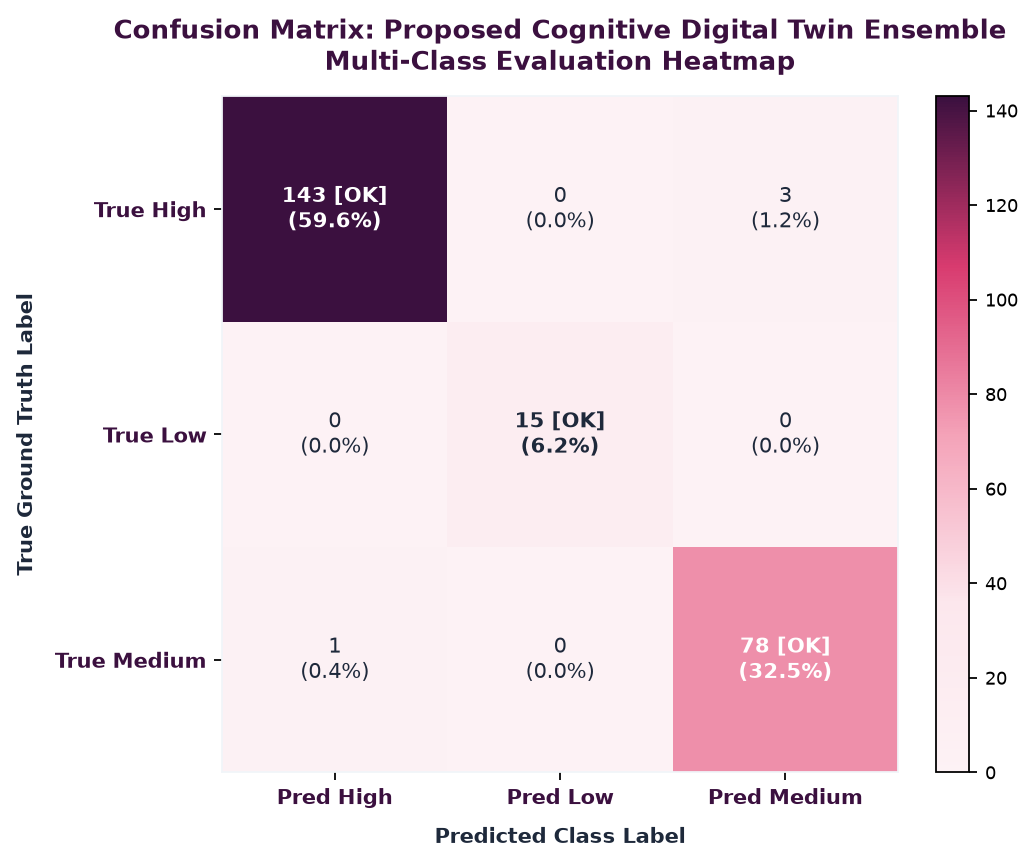 Confusion Matrix: Proposed Cognitive Digital Twin Ensemble
Multi-Class Evaluation Heatmap
True Ground Truth Label
True High
143 [OK]
(59.6%)
0
(0.0%)
3
(1.2%)
True Low
0
(0.0%)
15 [OK]
(6.2%)
0
(0.0%)
True Medium
1
(0.4%)
0
(0.0%)
78 [OK]
(32.5%)
Pred High
Pred Low
Pred Medium
Predicted Class Label
140
120
100
80
60
40
20
0